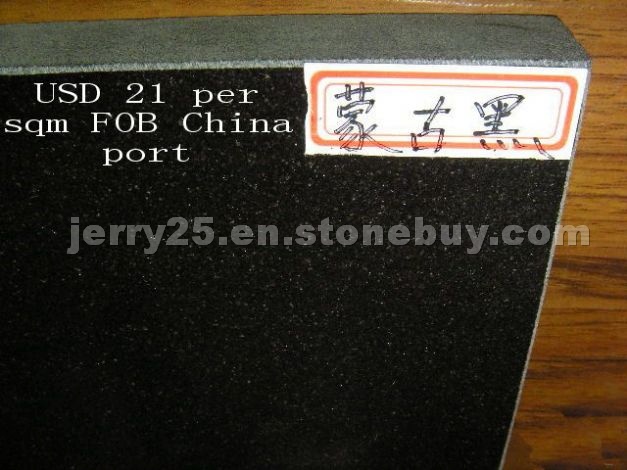 USD 21 per
sqm FOB China
port
蒙古黑
jerry25.en.stonebuy.com